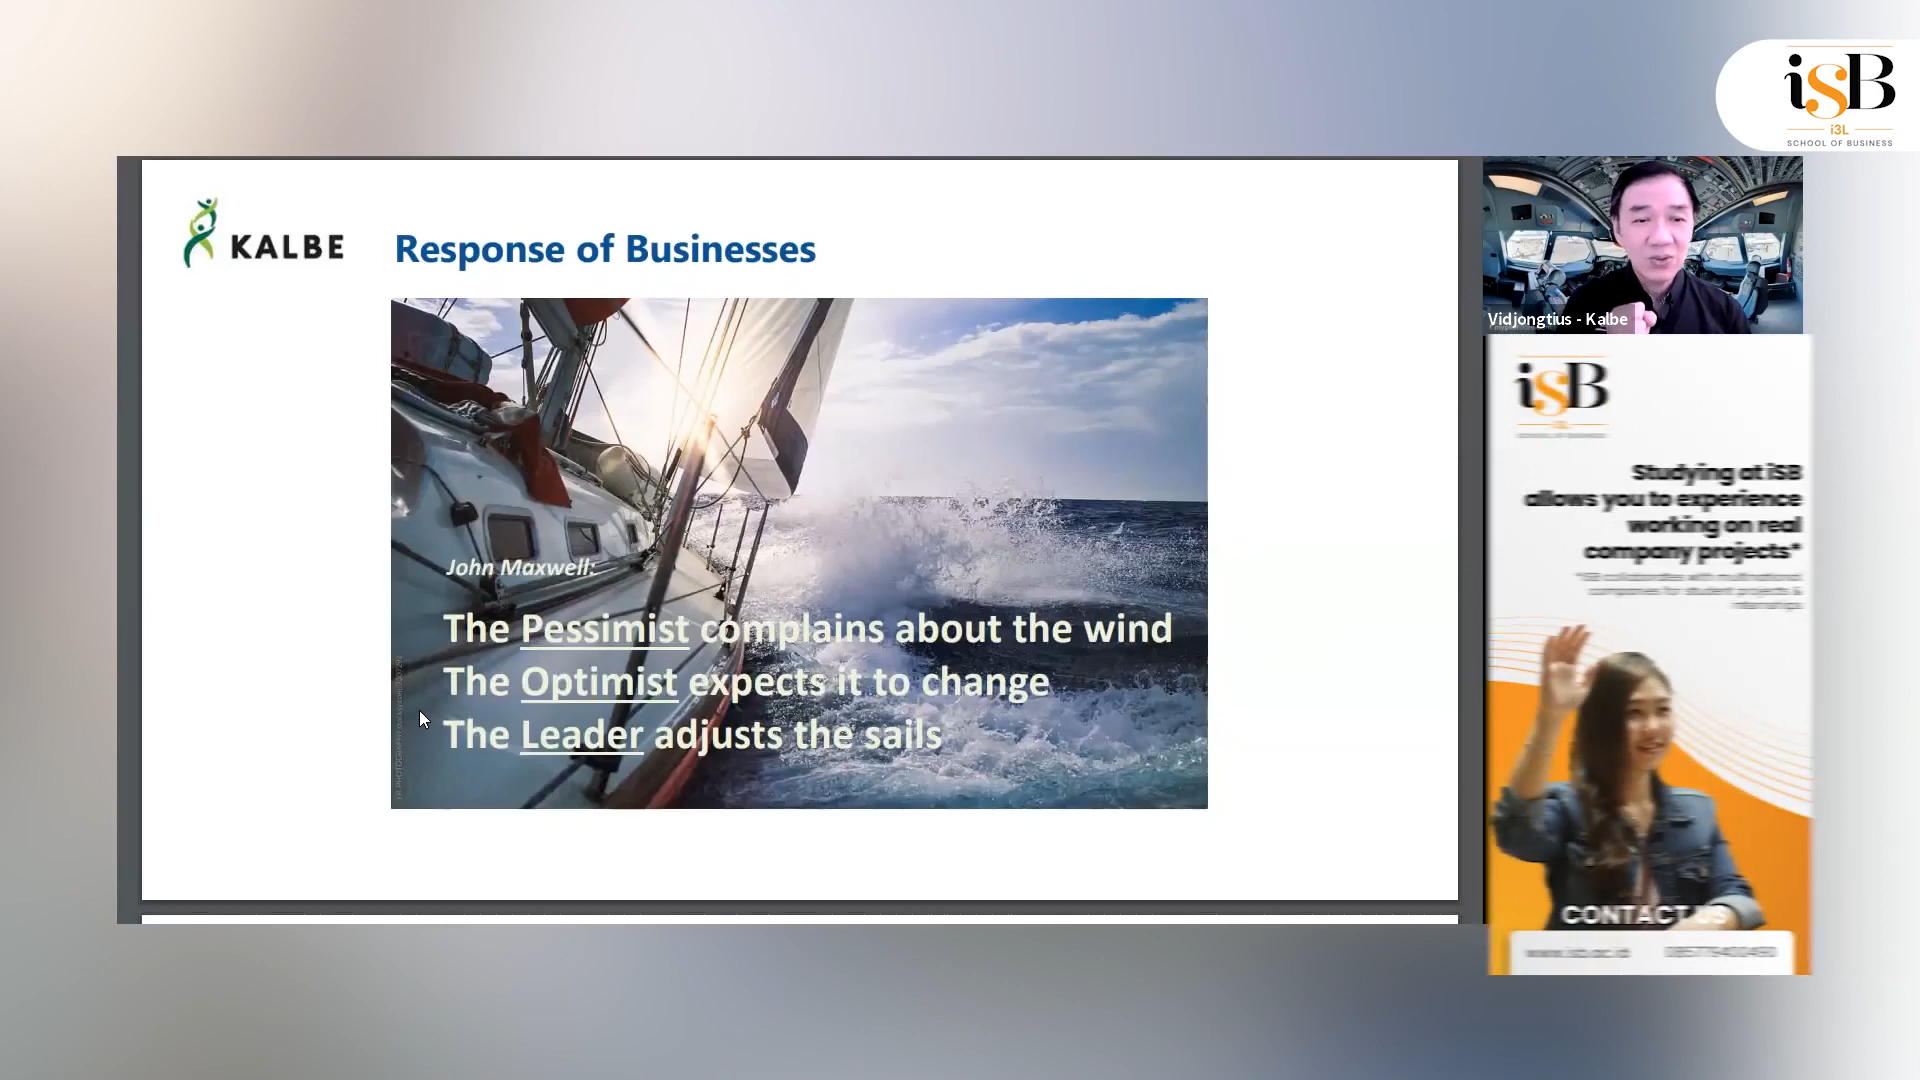 iSB
i3L
SCHOOL OF BUSINESS
KALBE
Response of Businesses
John Maxwell:
The Pessimist complains about the wind
The Optimist expects it to change
The Leader adjusts the sails
Vidjongtius - Kalbe
iSB
Studying at iSB
allows you to experience
working on real
company projects*
CONTACT US